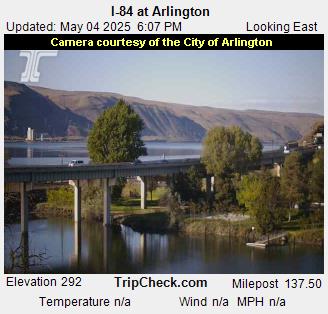 I-84 at Arlington
Updated: May 04 2025 6:07 PM Looking East
Camera courtesy of the City of Arlington
Elevation 292 TripCheck.com Milepost 137.50
Temperature n/a Wind n/a MPH n/a